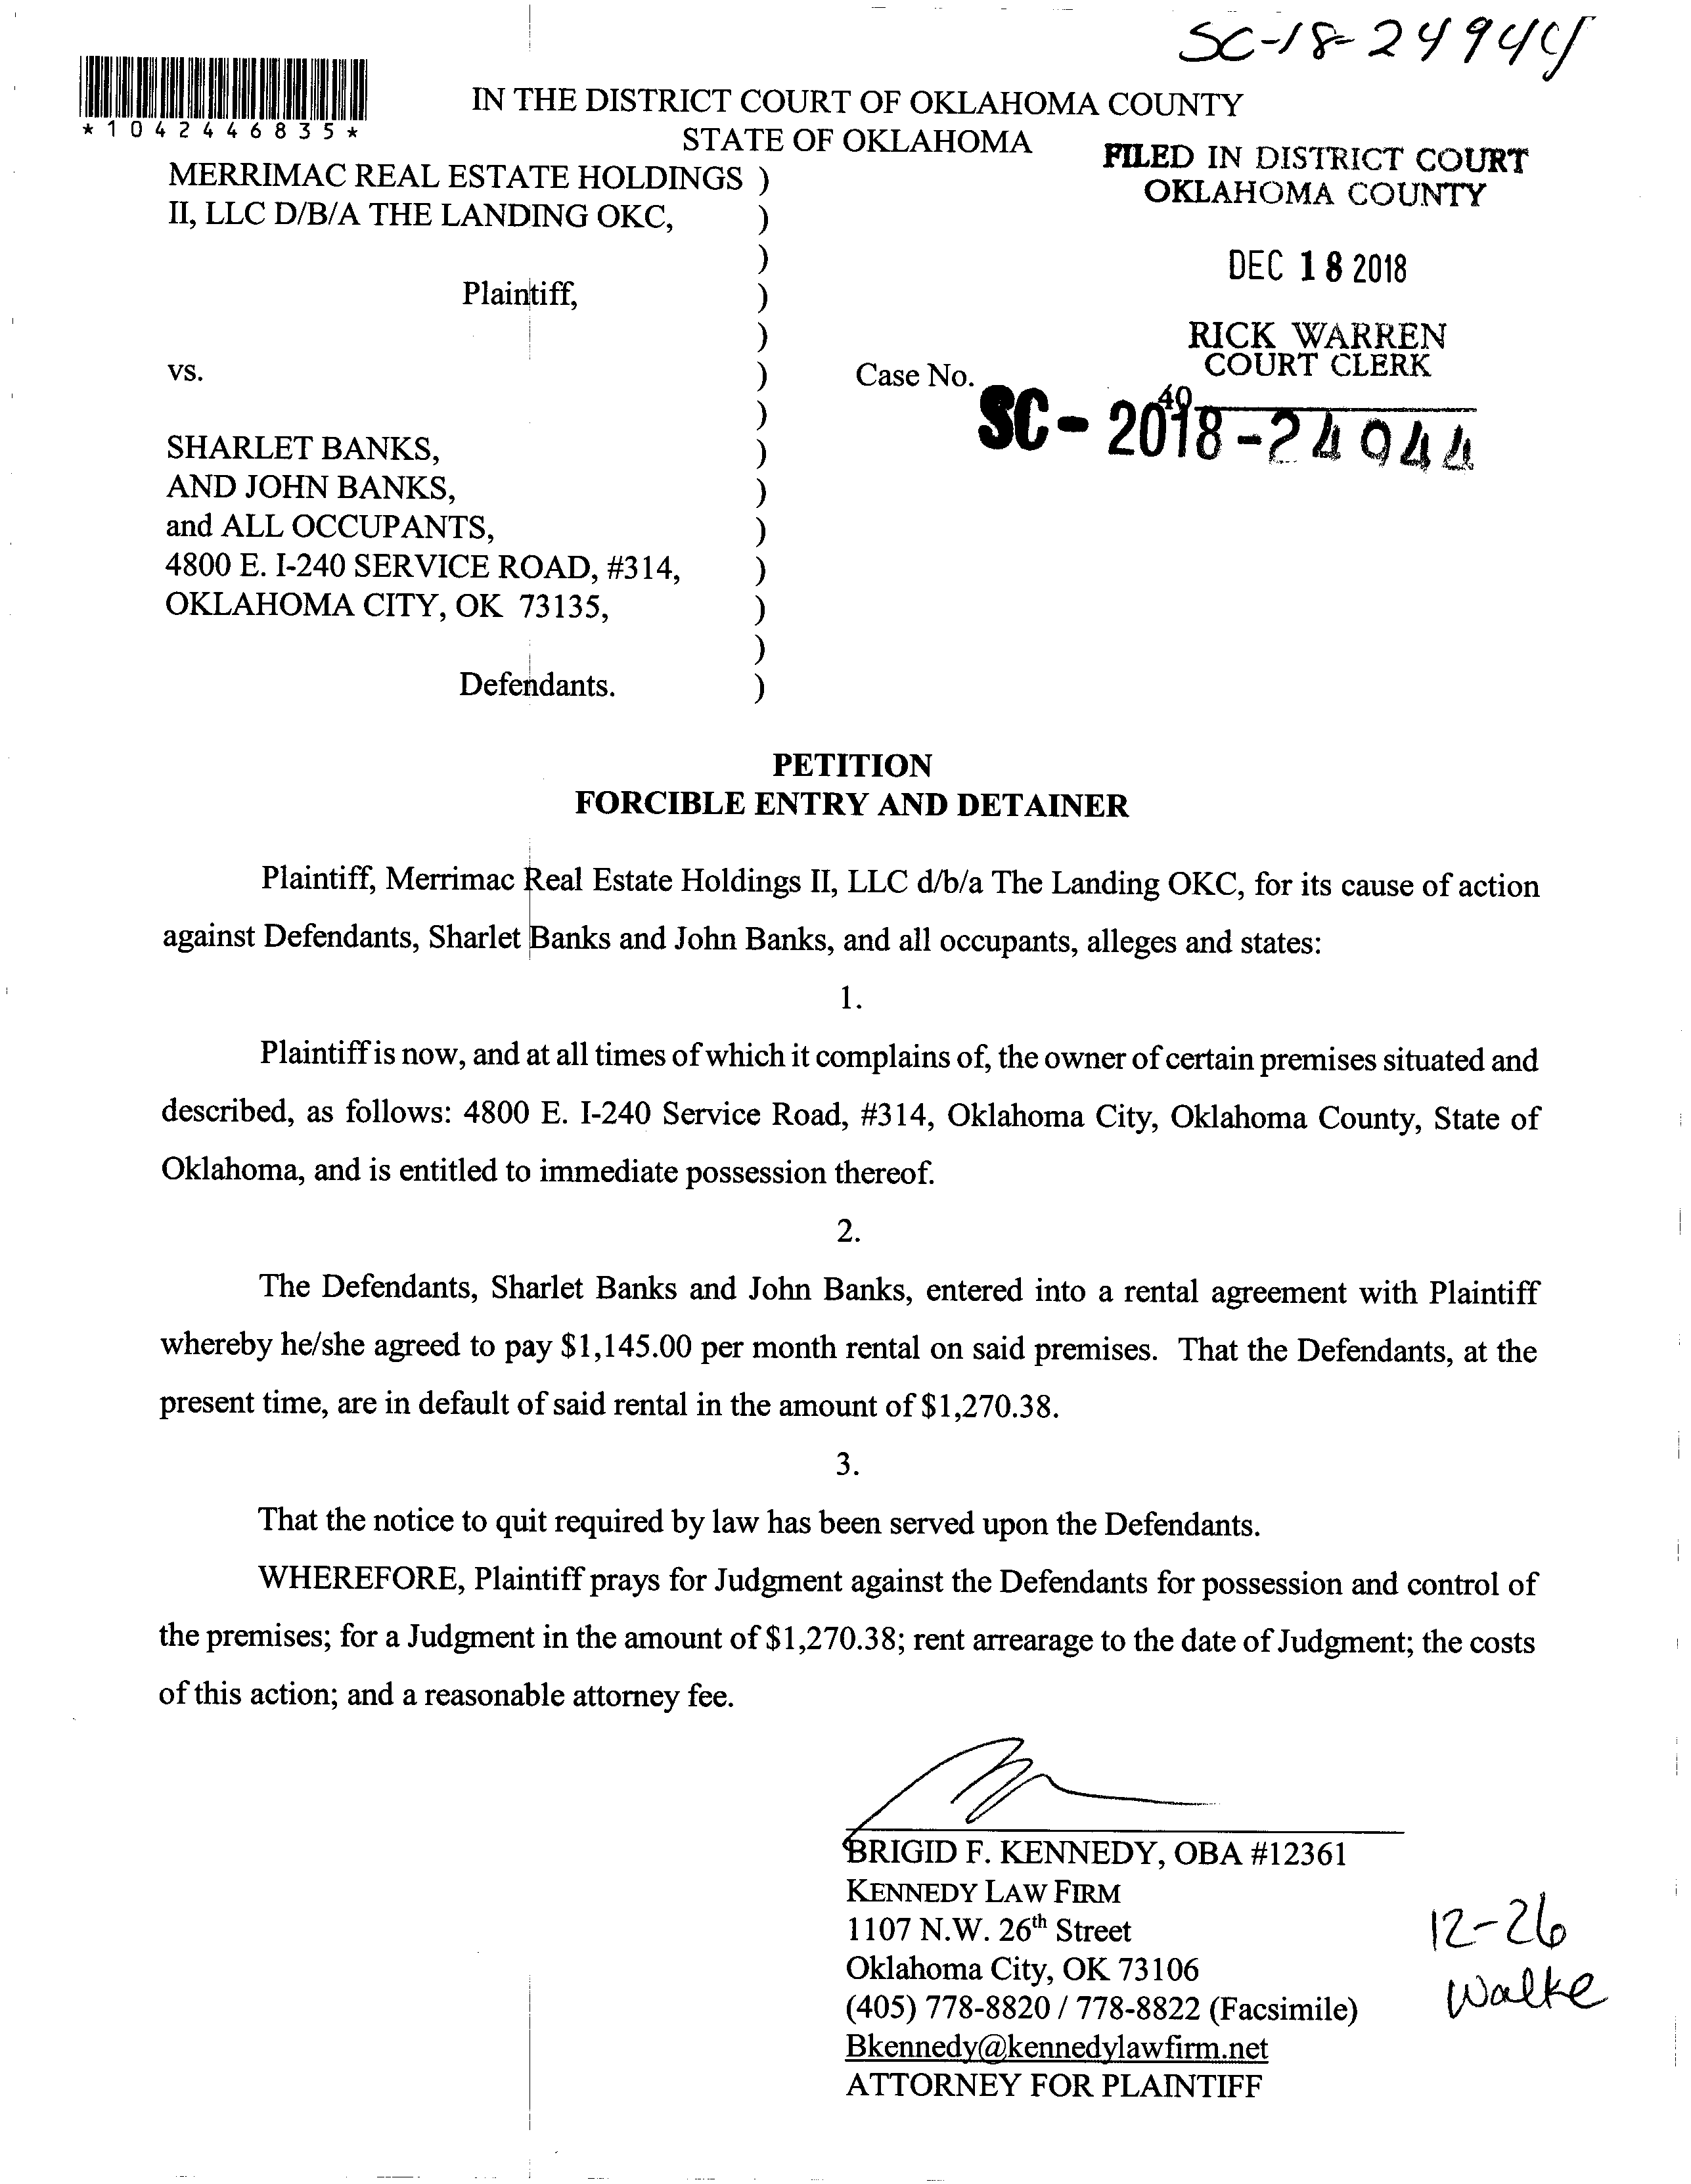 SC-18-24944
*1042446835*
IN THE DISTRICT COURT OF OKLAHOMA COUNTY
STATE OF OKLAHOMA
FILED IN DISTRICT COURT
OKLAHOMA COUNTY
MERRIMAC REAL ESTATE HOLDINGS )
II, LLC D/B/A THE LANDING OKC, )
)
DEC 18 2018
Plaintiff, )
)
RICK WARREN
COURT CLERK
vs. ) Case No.
40
SC-2018-24944
)
SHARLET BANKS, )
AND JOHN BANKS, )
and ALL OCCUPANTS, )
4800 E. I-240 SERVICE ROAD, #314, )
OKLAHOMA CITY, OK 73135, )
)
Defendants. )
PETITION
FORCIBLE ENTRY AND DETAINER
Plaintiff, Merrimac Real Estate Holdings II, LLC d/b/a The Landing OKC, for its cause of action
against Defendants, Sharlet Banks and John Banks, and all occupants, alleges and states:
1.
Plaintiff is now, and at all times of which it complains of, the owner of certain premises situated and
described, as follows: 4800 E. I-240 Service Road, #314, Oklahoma City, Oklahoma County, State of
Oklahoma, and is entitled to immediate possession thereof.
2.
The Defendants, Sharlet Banks and John Banks, entered into a rental agreement with Plaintiff
whereby he/she agreed to pay $1,145.00 per month rental on said premises. That the Defendants, at the
present time, are in default of said rental in the amount of $1,270.38.
3.
That the notice to quit required by law has been served upon the Defendants.
WHEREFORE, Plaintiff prays for Judgment against the Defendants for possession and control of
the premises; for a Judgment in the amount of $1,270.38; rent arrearage to the date of Judgment; the costs
of this action; and a reasonable attorney fee.
BRIGID F. KENNEDY, OBA #12361
KENNEDY LAW FIRM
1107 N.W. 26th Street
Oklahoma City, OK 73106
(405) 778-8820 / 778-8822 (Facsimile)
Bkennedy@kennedylawfirm.net
ATTORNEY FOR PLAINTIFF
12-26
Walke